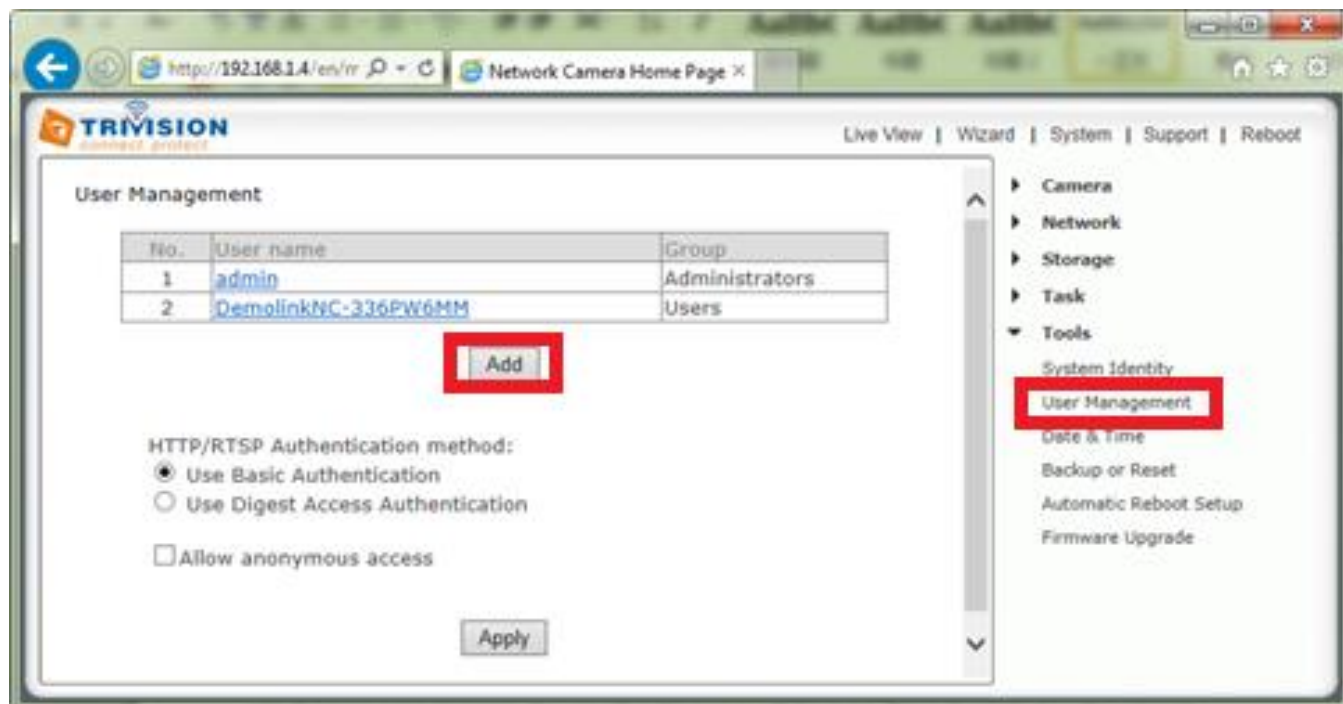 http://192.168.1.4/en/
Network Camera Home Page
TRIVISION
connect protect
Live View | Wizard | System | Support | Reboot
User Management
No. User name Group
1 admin Administrators
2 DemolinkNC-336PW6MM Users
Add
HTTP/RTSP Authentication method:
Use Basic Authentication
Use Digest Access Authentication
Allow anonymous access
Apply
Camera
Network
Storage
Task
Tools
System Identity
User Management
Date & Time
Backup or Reset
Automatic Reboot Setup
Firmware Upgrade